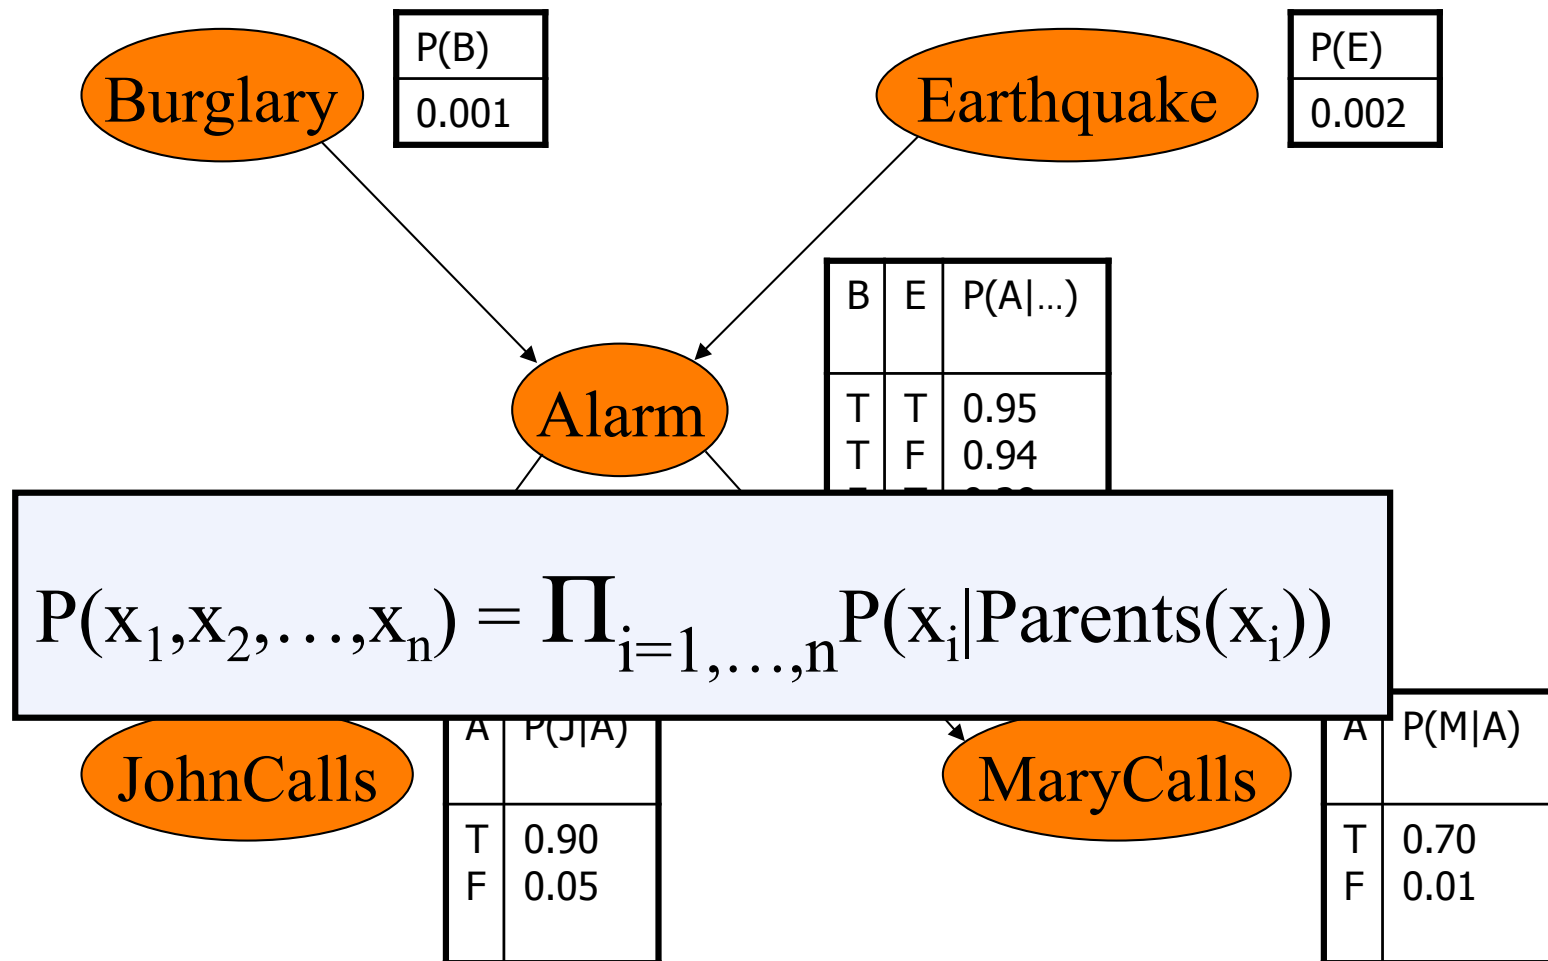 Burglary
P(B)
0.001
Earthquake
P(E)
0.002
Alarm
B E P(A|…)
T T 0.95
T F 0.94
P(x₁,x₂,…,xₙ) = Πᵢ₌₁,…,ₙP(xᵢ|Parents(xᵢ))
JohnCalls
A P(J|A)
T 0.90
F 0.05
MaryCalls
A P(M|A)
T 0.70
F 0.01